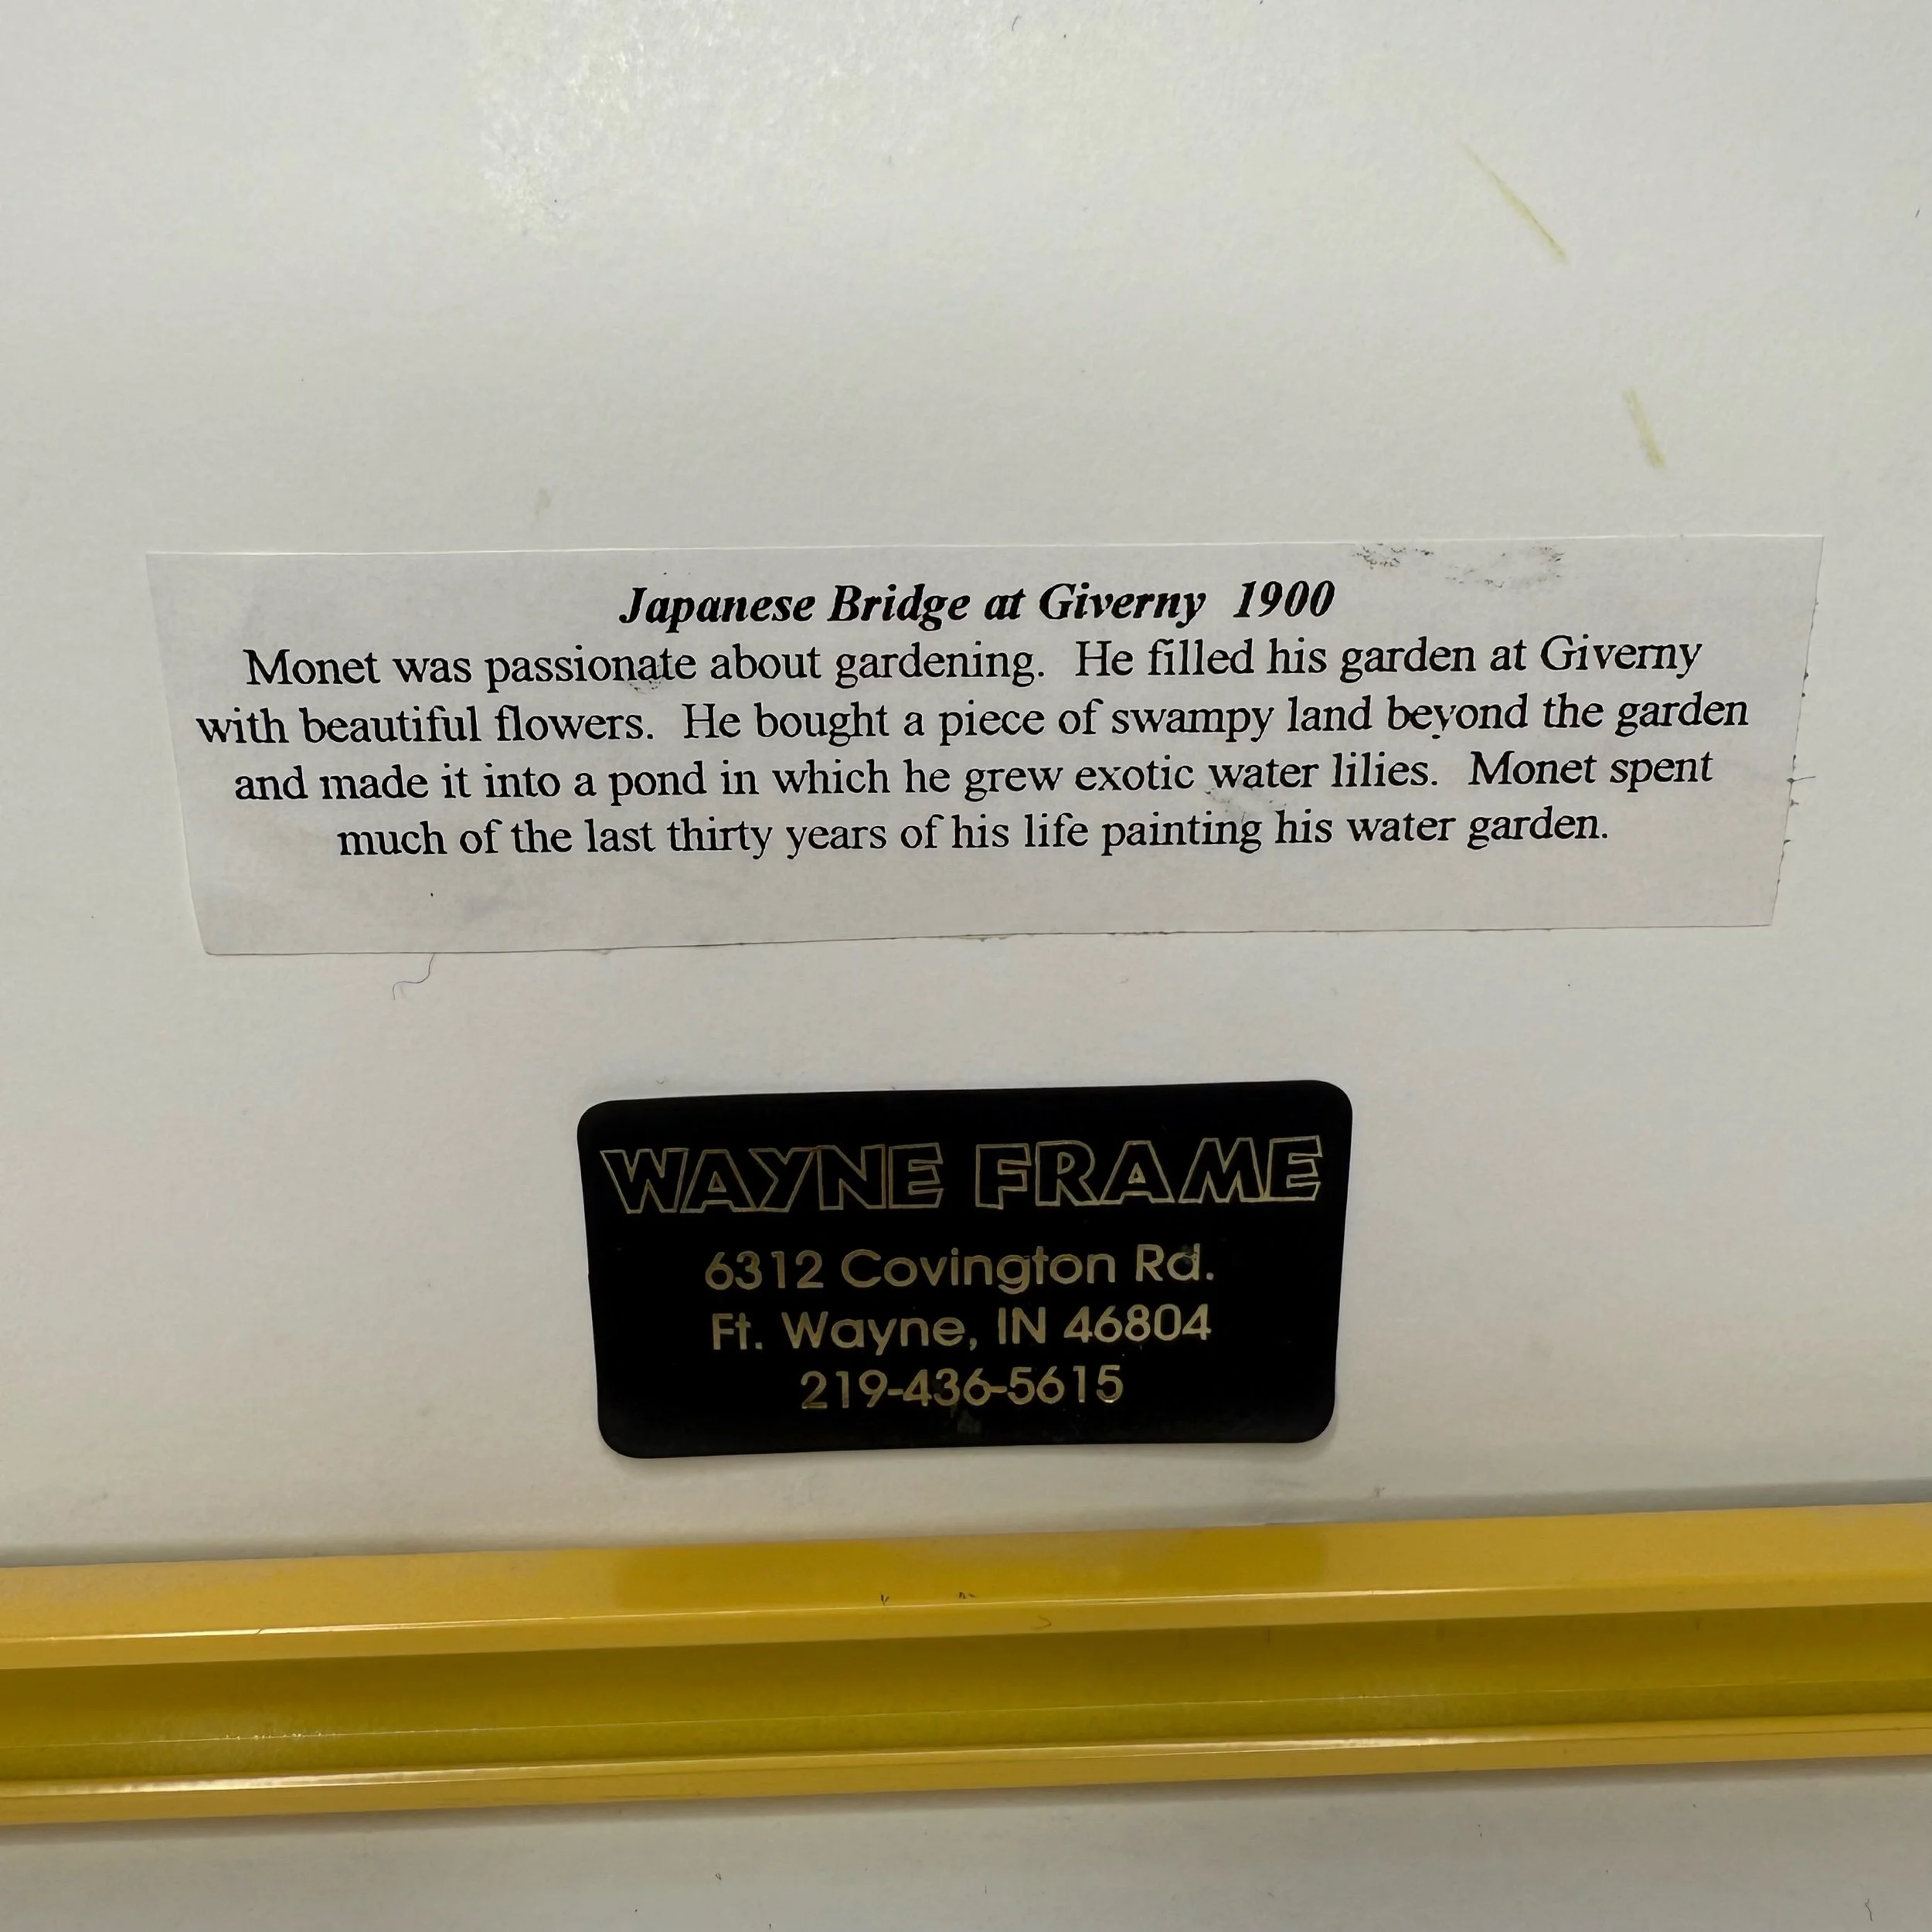 Japanese Bridge at Giverny 1900
Monet was passionate about gardening. He filled his garden at Giverny
with beautiful flowers. He bought a piece of swampy land beyond the garden
and made it into a pond in which he grew exotic water lilies. Monet spent
much of the last thirty years of his life painting his water garden.
WAYNE FRAME
6312 Covington Rd.
Ft. Wayne, IN 46804
219-436-5615